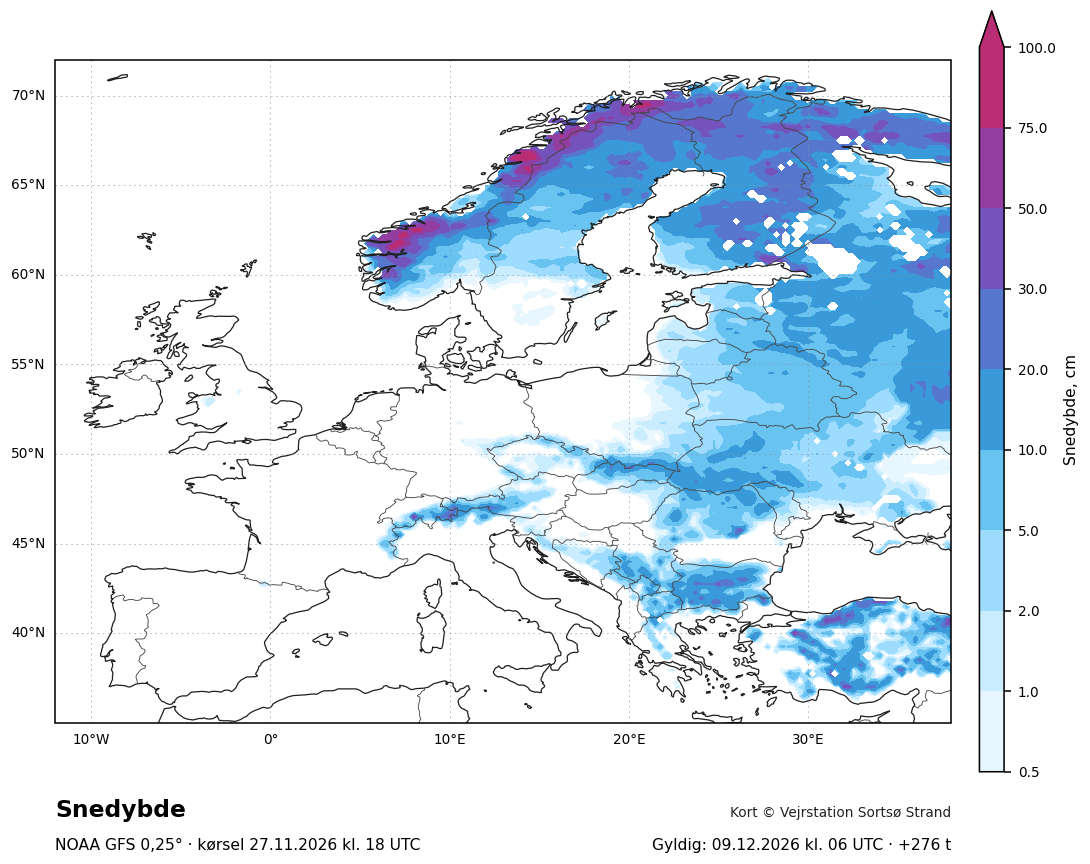 100.0
75.0
50.0
30.0
20.0
10.0
5.0
2.0
1.0
0.5
Snedybde, cm
70°N
65°N
60°N
55°N
50°N
45°N
40°N
10°W 0° 10°E 20°E 30°E
Snedybde
Kort © Vejrstation Sortsø Strand
NOAA GFS 0,25° · kørsel 27.11.2026 kl. 18 UTC
Gyldig: 09.12.2026 kl. 06 UTC · +276 t